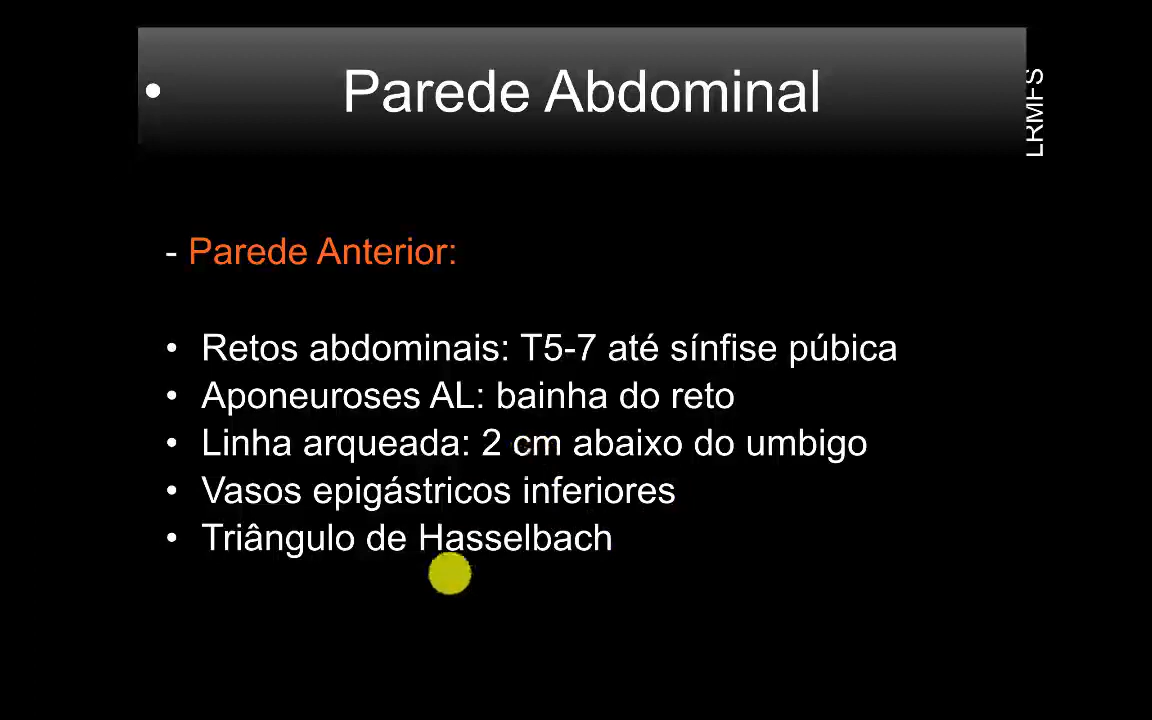 • Parede Abdominal
LRMFS
- Parede Anterior:
• Retos abdominais: T5-7 até sínfise púbica
• Aponeuroses AL: bainha do reto
• Linha arqueada: 2 cm abaixo do umbigo
• Vasos epigástricos inferiores
• Triângulo de Hasselbach